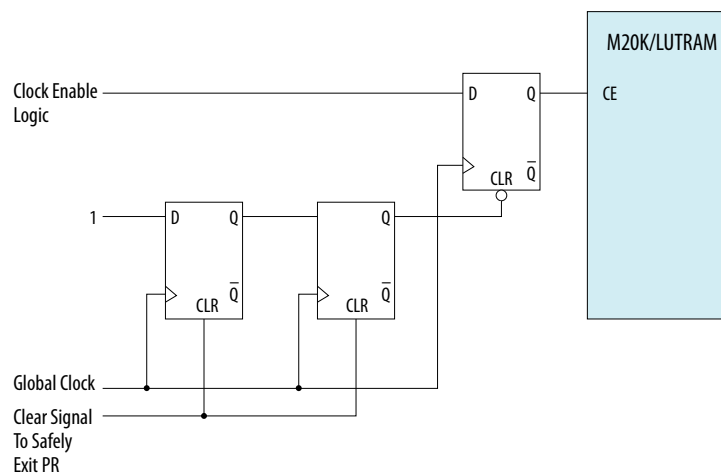 M20K/LUTRAM
Clock Enable
Logic
D Q
CE
CLR Q̅
1
D Q
Q
CLR Q̅
CLR Q̅
Global Clock
Clear Signal
To Safely
Exit PR